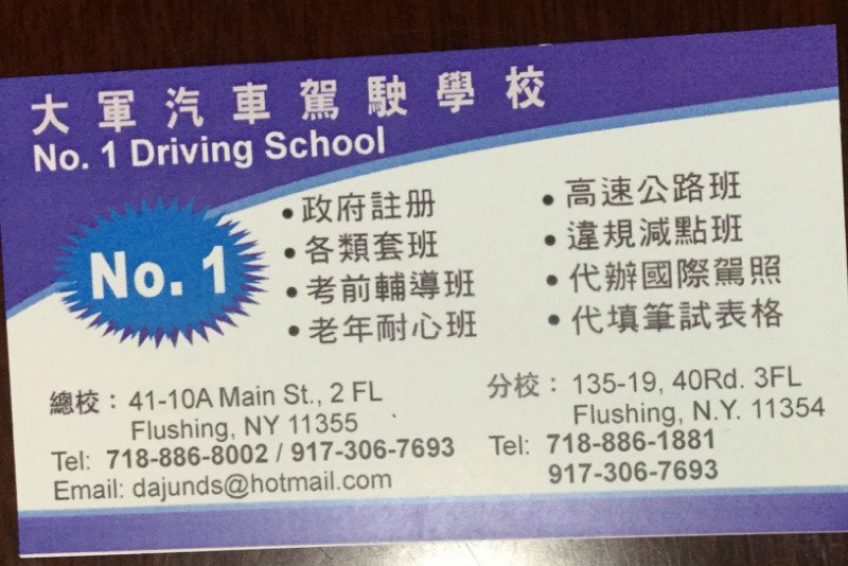 大軍汽車駕駛學校
No. 1 Driving School
No. 1
•政府註册
•各類套班
•考前輔導班
•老年耐心班
•高速公路班
•違規減點班
•代辦國際駕照
•代填筆試表格
總校：41-10A Main St., 2 FL
Flushing, NY 11355
Tel: 718-886-8002 / 917-306-7693
Email: dajunds@hotmail.com
分校：135-19, 40Rd. 3FL
Flushing, N.Y. 11354
Tel: 718-886-1881
917-306-7693